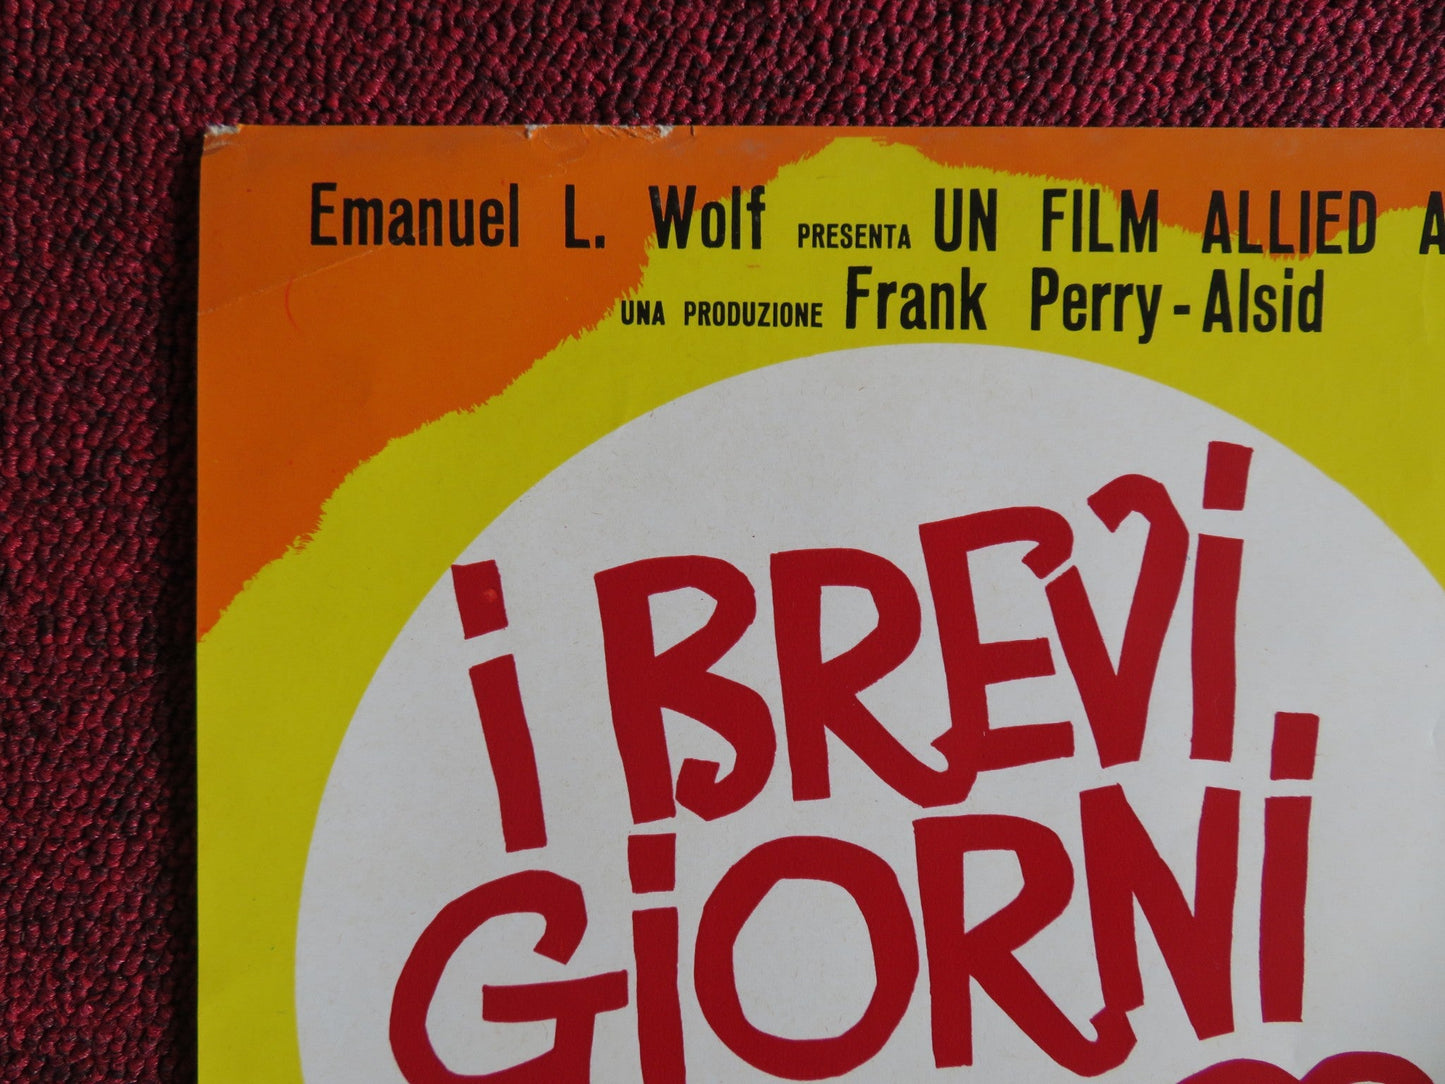 Emanuel L. Wolf PRESENTA UN FILM ALLIED A
UNA PRODUZIONE Frank Perry-Alsid
i BREVi
GiORNi